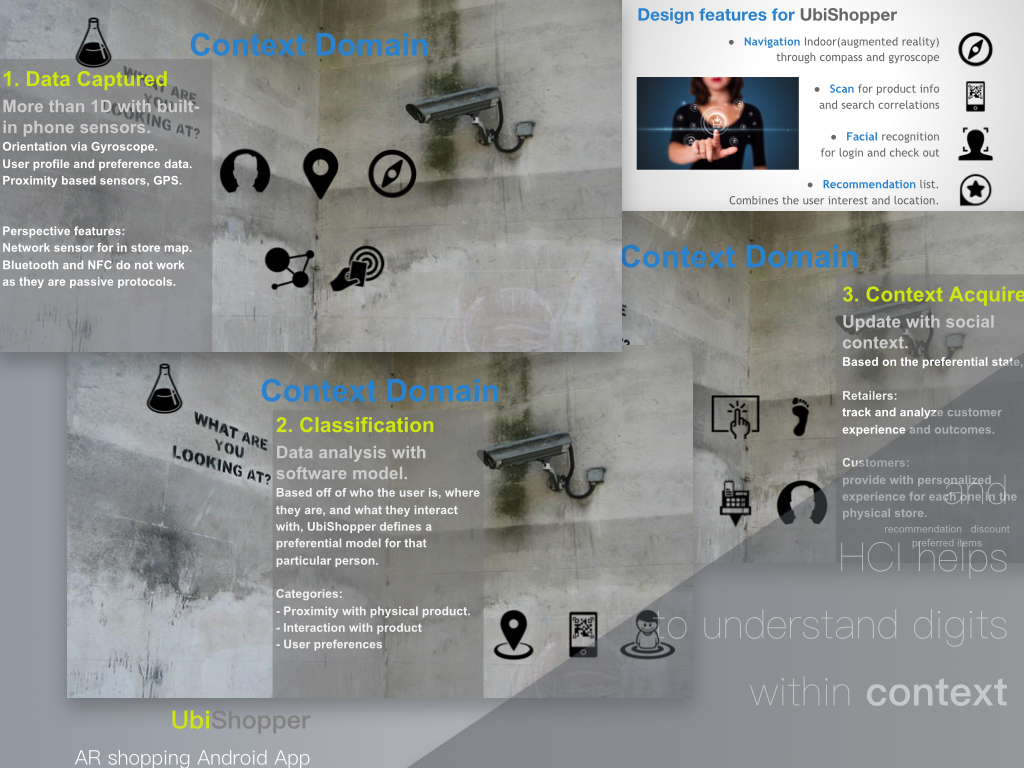 Context Domain
1. Data Captured
More than 1D with built-
in phone sensors.
Orientation via Gyroscope.
User profile and preference data.
Proximity based sensors, GPS.
Perspective features:
Network sensor for in store map.
Bluetooth and NFC do not work
as they are passive protocols.
WHAT ARE
YOU
LOOKING AT?
Design features for UbiShopper
• Navigation Indoor(augmented reality)
through compass and gyroscope
• Scan for product info
and search correlations
• Facial recognition
for login and check out
• Recommendation list.
Combines the user interest and location.
Context Domain
3. Context Acquire
Update with social
context.
Based on the preferential state,
Retailers:
track and analyze customer
experience and outcomes.
Customers:
provide with personalized
experience for each one in the
physical store.
recommendation discount
preferred items
Context Domain
2. Classification
Data analysis with
software model.
Based off of who the user is, where
they are, and what they interact
with, UbiShopper defines a
preferential model for that
particular person.
Categories:
- Proximity with physical product.
- Interaction with product
- User preferences
WHAT ARE
YOU
LOOKING AT?
and
HCI helps
to understand digits
within context
UbiShopper
AR shopping Android App